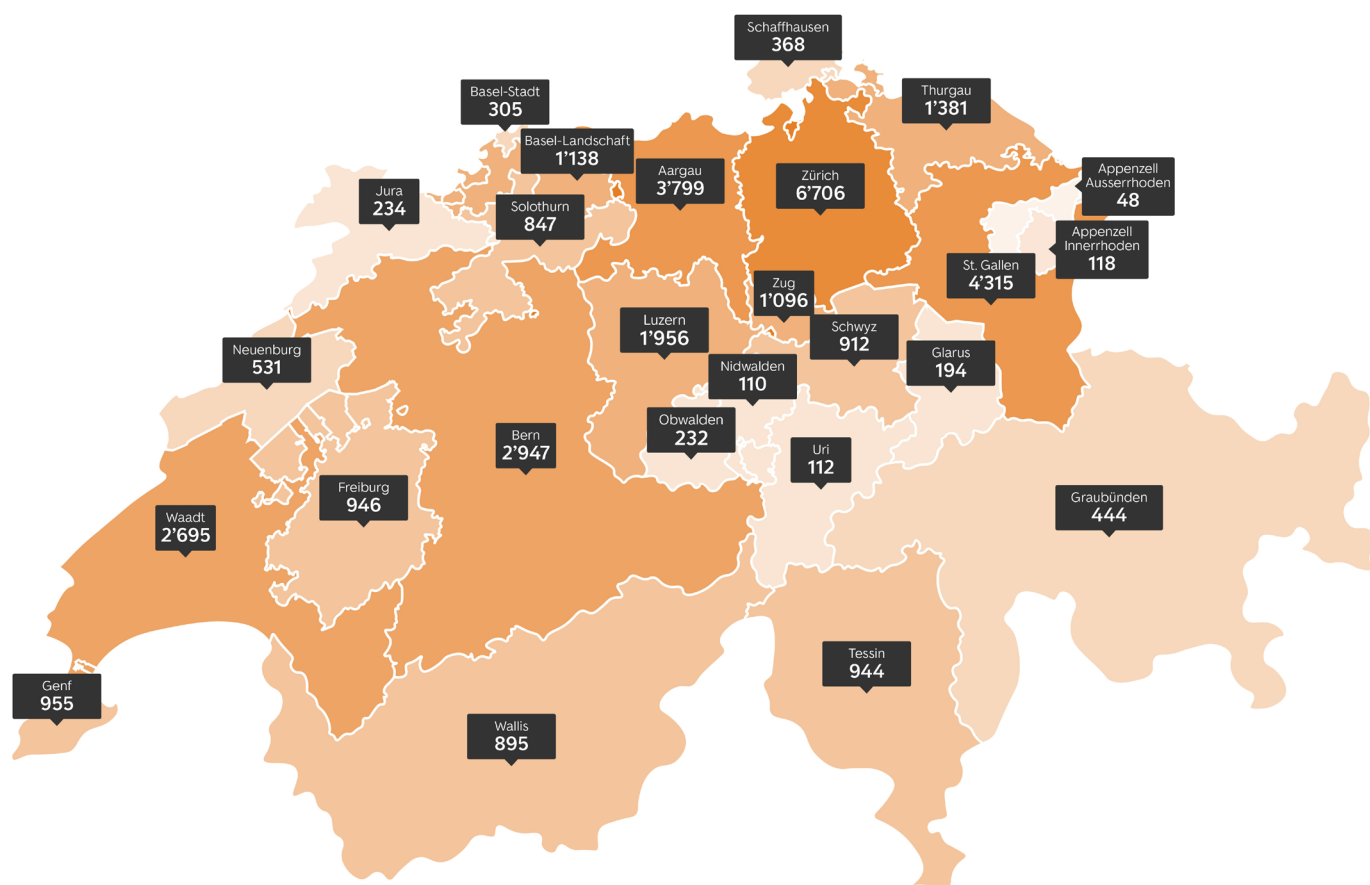 Schaffhausen
368
Basel-Stadt
305
Thurgau
1’381
Basel-Landschaft
1’138
Aargau
3’799
Zürich
6’706
Appenzell
Ausserrhoden
48
Jura
234
Solothurn
847
Appenzell
Innerrhoden
118
St. Gallen
4’315
Zug
1’096
Luzern
1’956
Schwyz
912
Neuenburg
531
Nidwalden
110
Glarus
194
Obwalden
232
Bern
2’947
Uri
112
Freiburg
946
Graubünden
444
Waadt
2’695
Tessin
944
Genf
955
Wallis
895